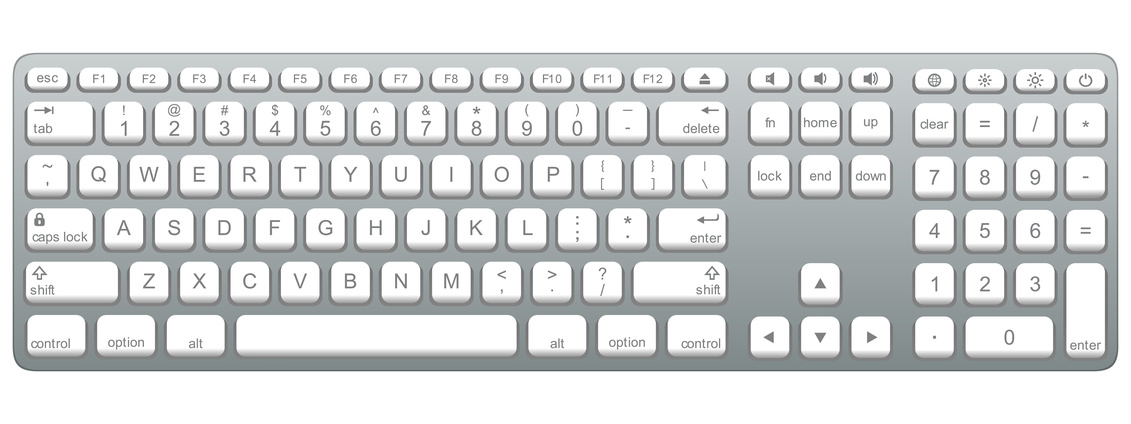 esc F1 F2 F3 F4 F5 F6 F7 F8 F9 F10 F11 F12
! @ # $ % ^ & * ( ) — ←
tab 1 2 3 4 5 6 7 8 9 0 - delete
fn home up
clear = / *
~ Q W E R T Y U I O P { } |
' [ ] \
lock end down
7 8 9 -
caps lock A S D F G H J K L : ; * . enter
4 5 6 =
shift Z X C V B N M < , > . ? / shift
1 2 3
control option alt alt option control
. 0 enter